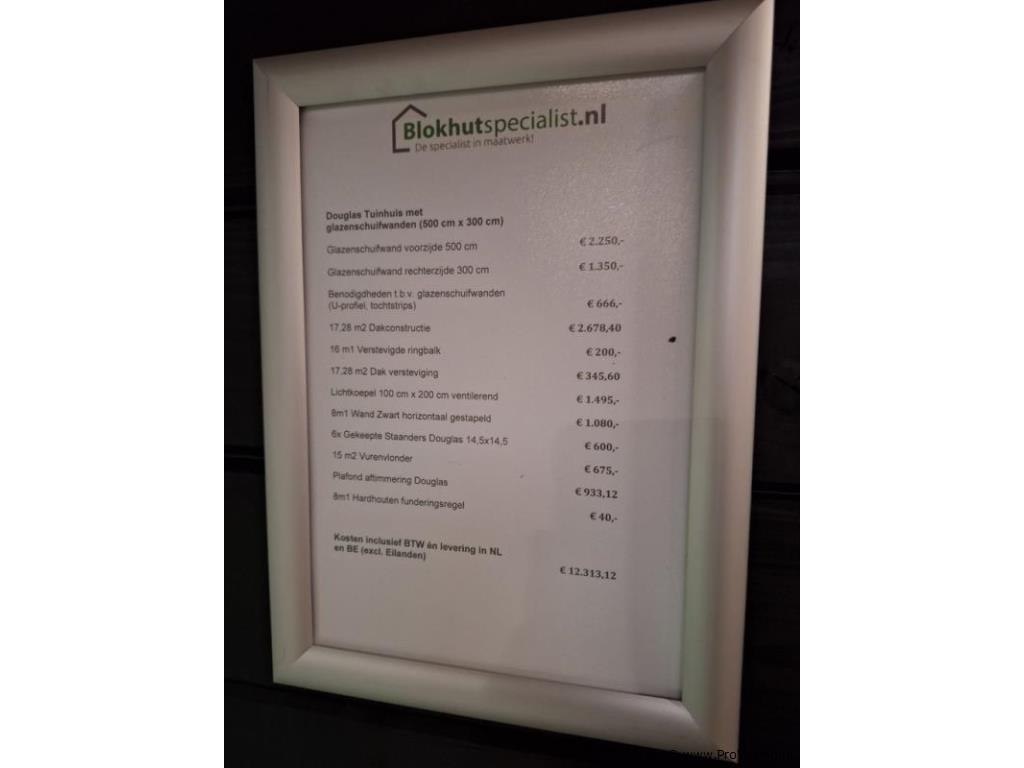 Blokhutspecialist.nl
De specialist in maatwerk!
Douglas Tuinhuis met
glazenschuifwanden (500 cm x 300 cm)
Glazenschuifwand voorzijde 500 cm € 2.250,-
Glazenschuifwand rechterzijde 300 cm € 1.350,-
Benodigdheden t.b.v. glazenschuifwanden
(U-profiel, tochtstrips) € 666,-
17,28 m2 Dakconstructie € 2.678,40
16 m1 Verstevigde ringbalk € 200,-
17,28 m2 Dak versteviging € 345,60
Lichtkoepel 100 cm x 200 cm ventilerend € 1.495,-
8m1 Wand Zwart horizontaal gestapeld € 1.080,-
6x Gekeepte Staanders Douglas 14,5x14,5 € 600,-
15 m2 Vurenvlonder € 675,-
Plafond aftimmering Douglas € 933,12
8m1 Hardhouten funderingsregel € 40,-
Kosten inclusief BTW én levering in NL
en BE (excl. Eilanden)
€ 12.313,12